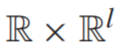 ℝ × ℝ^l